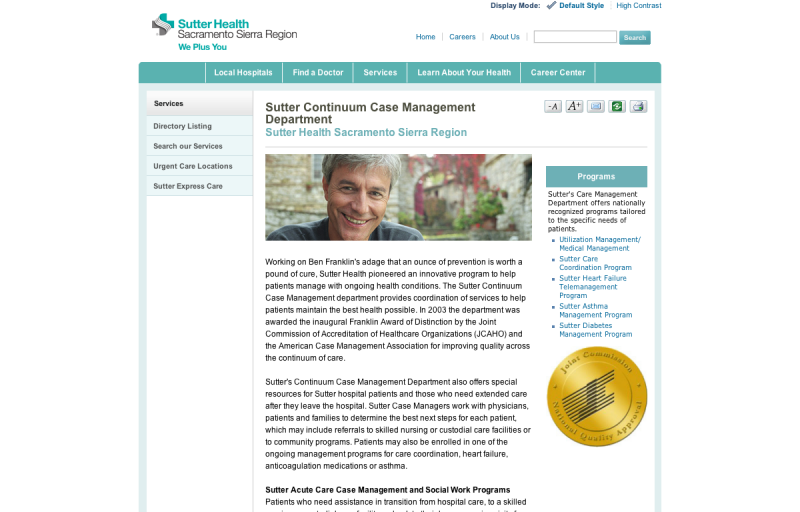 Display Mode: Default Style High Contrast
Sutter Health
Sacramento Sierra Region
We Plus You
Home Careers About Us Search
Local Hospitals Find a Doctor Services Learn About Your Health Career Center
Services
Directory Listing
Search our Services
Urgent Care Locations
Sutter Express Care
Sutter Continuum Case Management
Department
Sutter Health Sacramento Sierra Region
-A A+
Working on Ben Franklin's adage that an ounce of prevention is worth a
pound of cure, Sutter Health pioneered an innovative program to help
patients manage with ongoing health conditions. The Sutter Continuum
Case Management department provides coordination of services to help
patients maintain the best health possible. In 2003 the department was
awarded the inaugural Franklin Award of Distinction by the Joint
Commission of Accreditation of Healthcare Organizations (JCAHO) and
the American Case Management Association for improving quality across
the continuum of care.
Sutter's Continuum Case Management Department also offers special
resources for Sutter hospital patients and those who need extended care
after they leave the hospital. Sutter Case Managers work with physicians,
patients and families to determine the best next steps for each patient,
which may include referrals to skilled nursing or custodial care facilities or
to community programs. Patients may also be enrolled in one of the
ongoing management programs for care coordination, heart failure,
anticoagulation medications or asthma.
Sutter Acute Care Case Management and Social Work Programs
Patients who need assistance in transition from hospital care, to a skilled
Programs
Sutter's Care Management
Department offers nationally
recognized programs tailored
to the specific needs of
patients.
Utilization Management/
Medical Management
Sutter Care
Coordination Program
Sutter Heart Failure
Telemanagement
Program
Sutter Asthma
Management Program
Sutter Diabetes
Management Program
Joint Commission
National Quality Approval